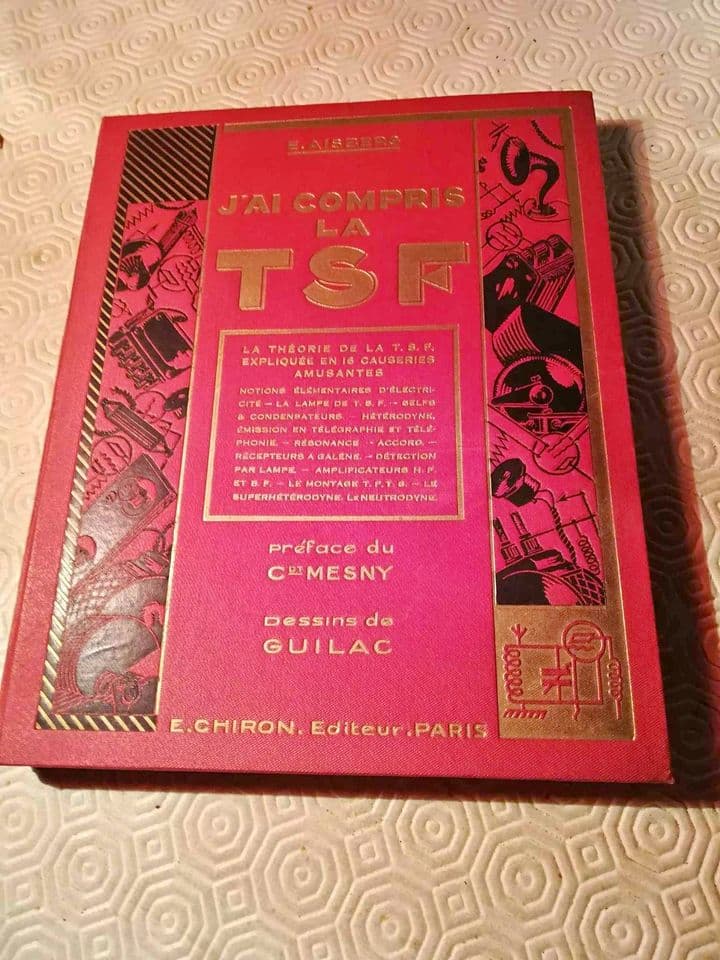 E. AISBERG
J'AI COMPRIS
LA
TSF
LA THÉORIE DE LA T. S. F.
EXPLIQUÉE EN 16 CAUSERIES
AMUSANTES
NOTIONS ÉLÉMENTAIRES D'ÉLECTRI-
CITÉ - LA LAMPE DE T. S. F. - SELFS
& CONDENSATEURS. - HÉTÉRODYNE,
ÉMISSION EN TÉLÉGRAPHIE ET TÉLÉ-
PHONIE. - RÉSONANCE - ACCORD. -
RÉCEPTEURS A GALÈNE. - DÉTECTION
PAR LAMPE. - AMPLIFICATEURS H. F.
ET B. F. - LE MONTAGE T. P. T. G. - LE
SUPERHÉTÉRODYNE. LE NEUTRODYNE.
Préface du
CDT MESNY
Dessins de
GUILAC
E. CHIRON. Editeur. PARIS